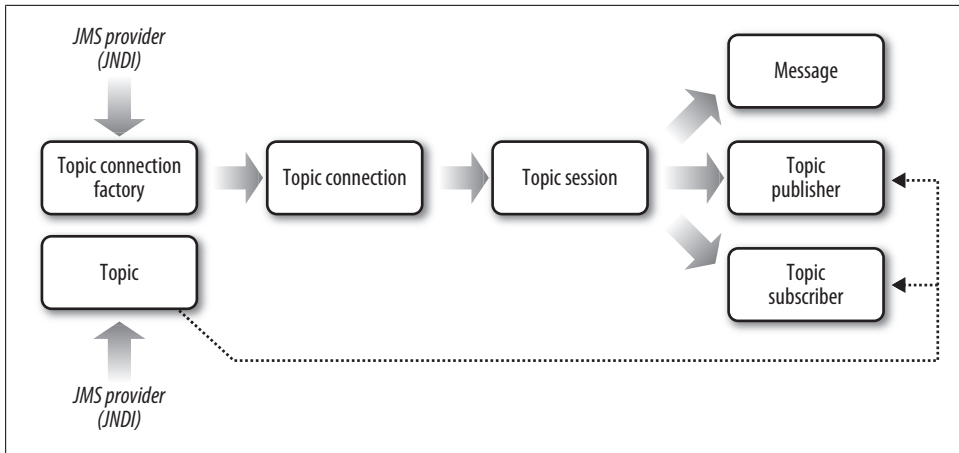 JMS provider
(JNDI)
Message
Topic connection
factory
Topic connection
Topic session
Topic
publisher
Topic
Topic
subscriber
JMS provider
(JNDI)